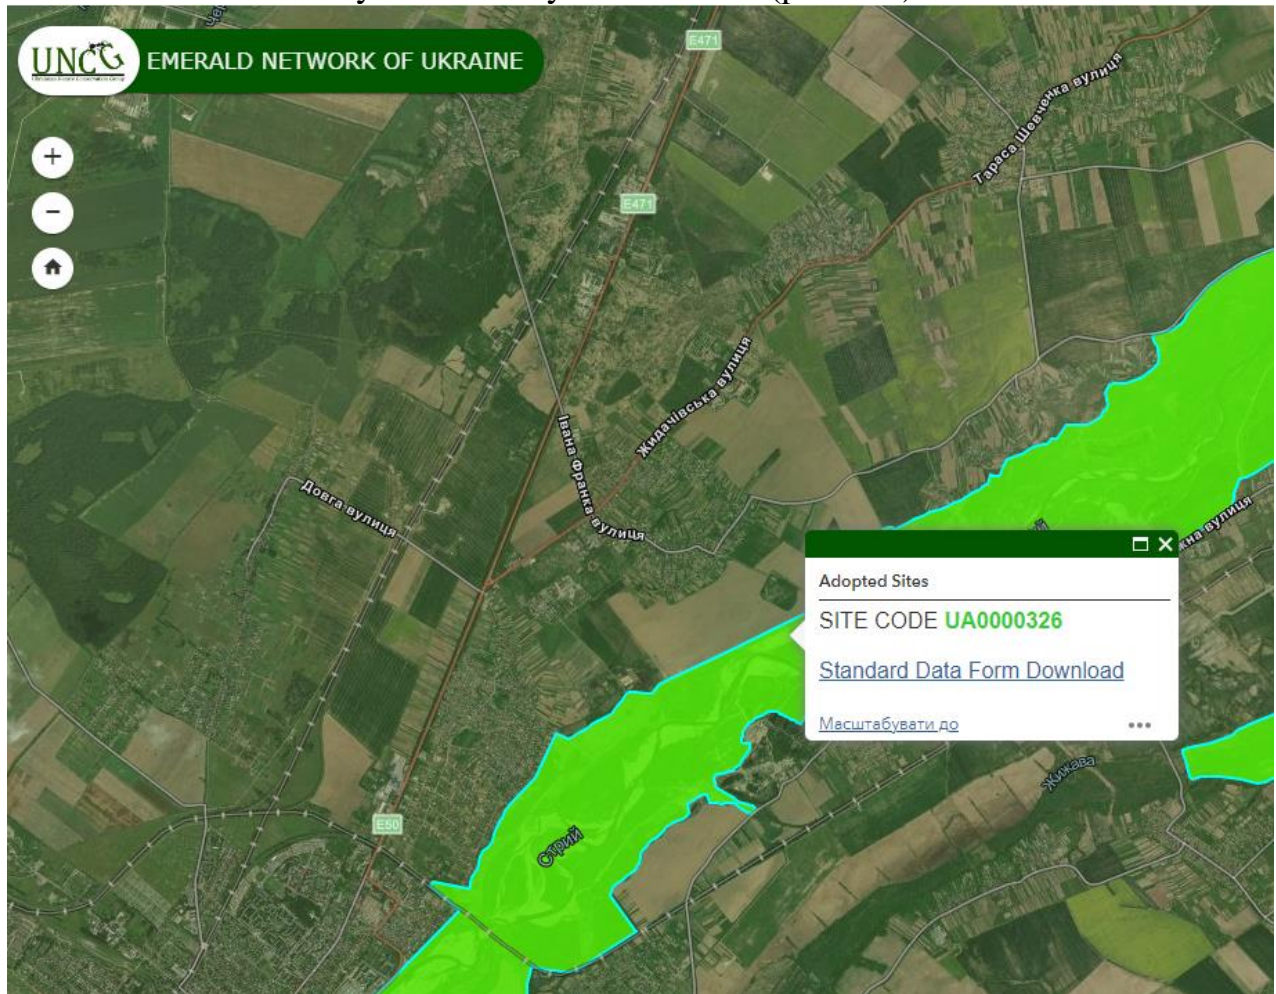 UNCG
EMERALD NETWORK OF UKRAINE
E471
Тараса Шевченка вулиця
E471
Жидачівська вулиця
Івана Франка вулиця
Довга вулиця
Adopted Sites
SITE CODE UA0000326
Standard Data Form Download
Масштабувати до
Жижава
E50
Стрий